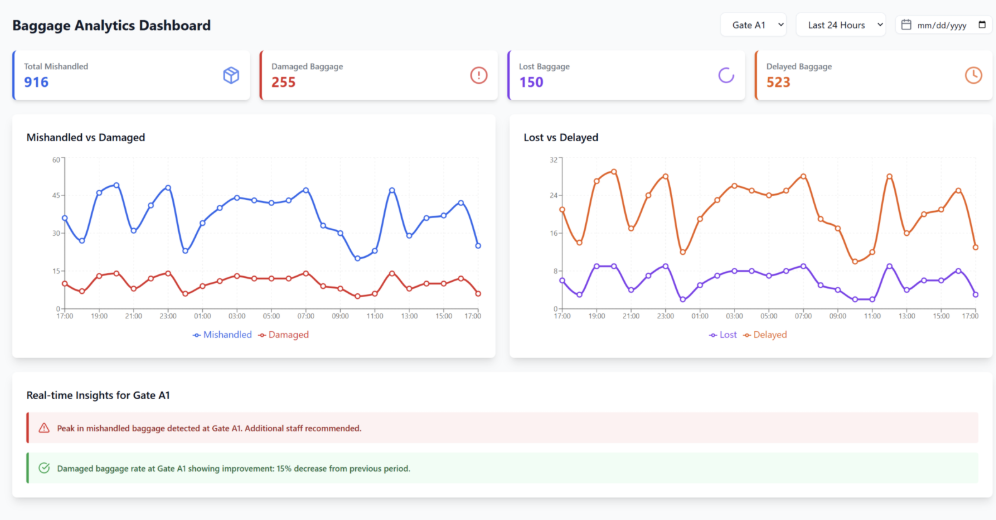 Baggage Analytics Dashboard
Gate A1
Last 24 Hours
mm/dd/yyyy
Total Mishandled
916
Damaged Baggage
255
Lost Baggage
150
Delayed Baggage
523
Mishandled vs Damaged
60
45
30
15
0
17:00 19:00 21:00 23:00 01:00 03:00 05:00 07:00 09:00 11:00 13:00 15:00 17:00
Mishandled Damaged
Lost vs Delayed
32
24
16
8
0
17:00 19:00 21:00 23:00 01:00 03:00 05:00 07:00 09:00 11:00 13:00 15:00 17:00
Lost Delayed
Real-time Insights for Gate A1
Peak in mishandled baggage detected at Gate A1. Additional staff recommended.
Damaged baggage rate at Gate A1 showing improvement: 15% decrease from previous period.